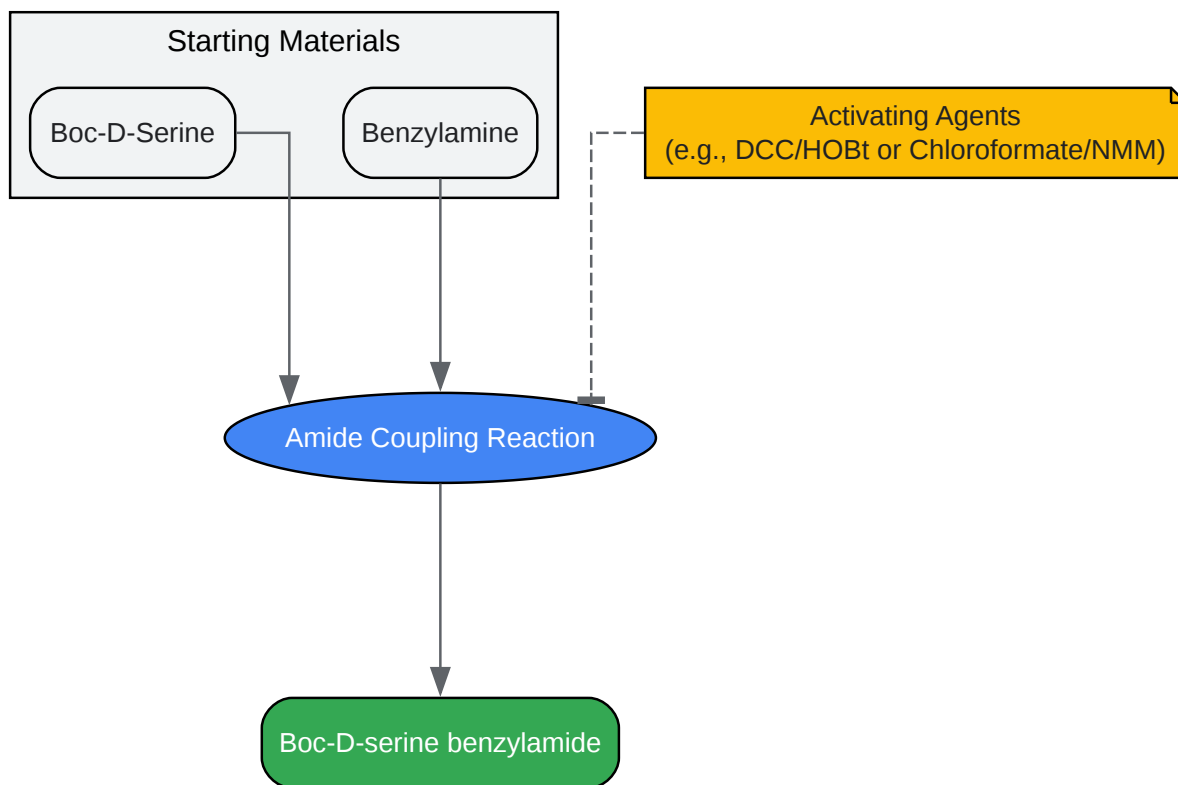 Starting Materials
Boc-D-Serine
Benzylamine
Activating Agents
(e.g., DCC/HOBt or Chloroformate/NMM)
Amide Coupling Reaction
Boc-D-serine benzylamide